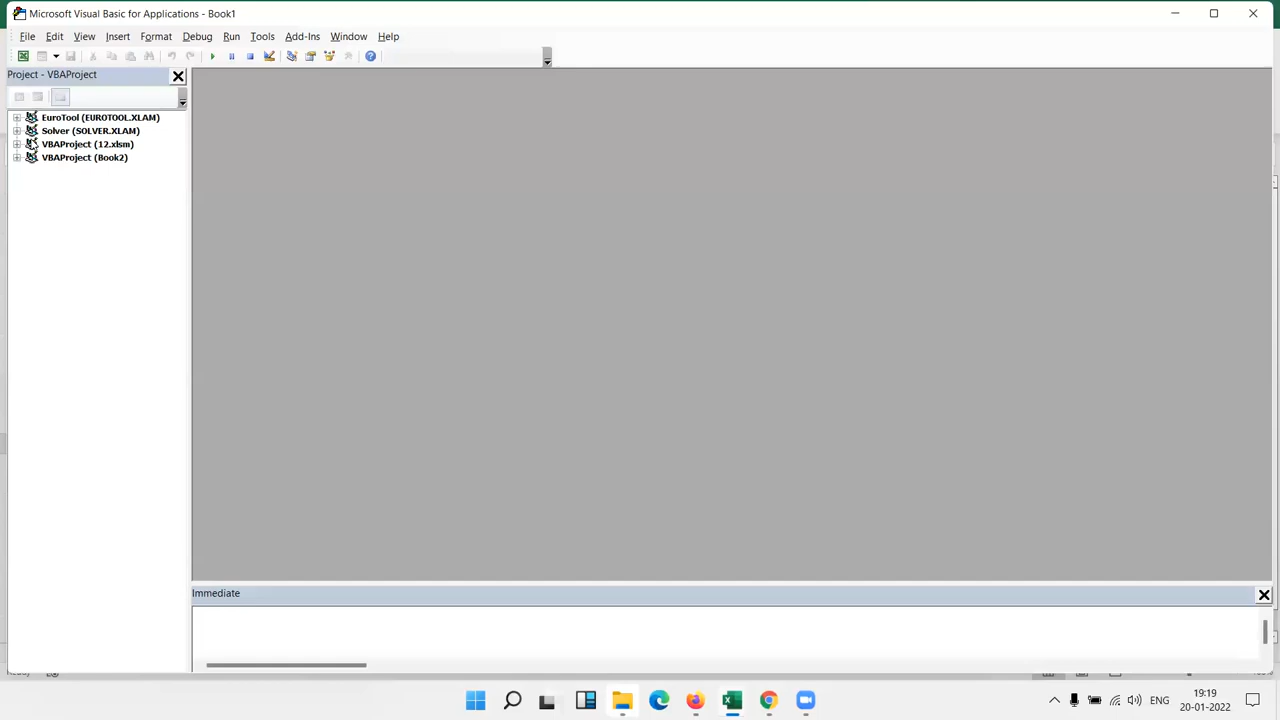 Microsoft Visual Basic for Applications - Book1
File Edit View Insert Format Debug Run Tools Add-Ins Window Help
Project - VBAProject
EuroTool (EUROTOOL.XLAM)
Solver (SOLVER.XLAM)
VBAProject (12.xlsm)
VBAProject (Book2)
Immediate
ENG
19:19
20-01-2022